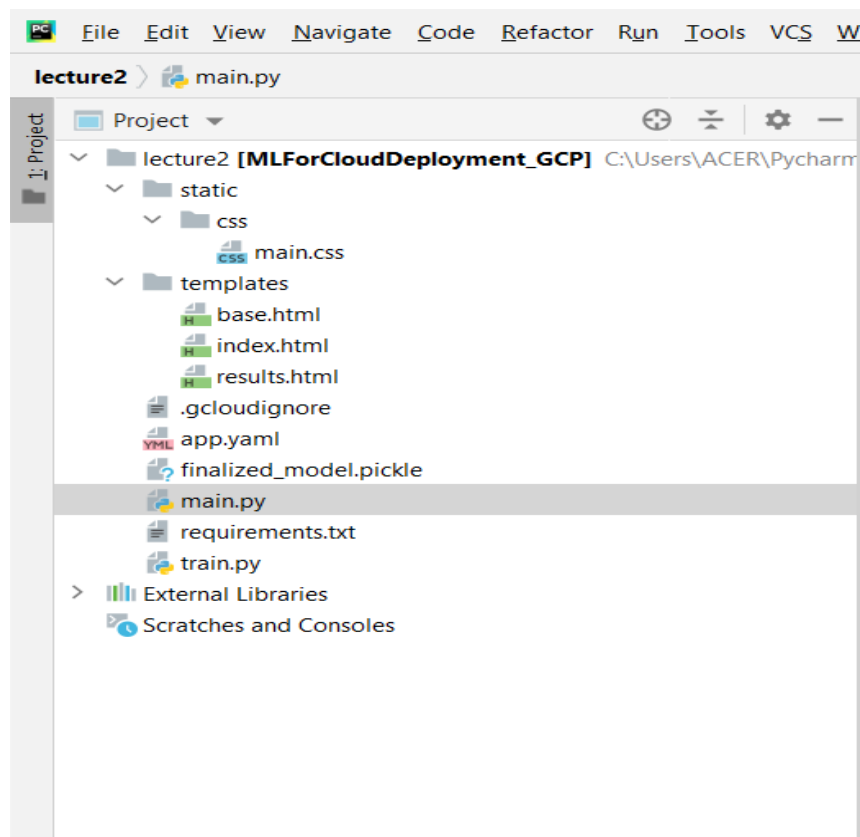 PC File Edit View Navigate Code Refactor Run Tools VCS W
lecture2 main.py
1: Project
Project
lecture2 [MLForCloudDeployment_GCP] C:\Users\ACER\Pycharm
static
css
CSS main.css
templates
H base.html
H index.html
H results.html
.gcloudignore
YML app.yaml
finalized_model.pickle
main.py
requirements.txt
train.py
External Libraries
Scratches and Consoles